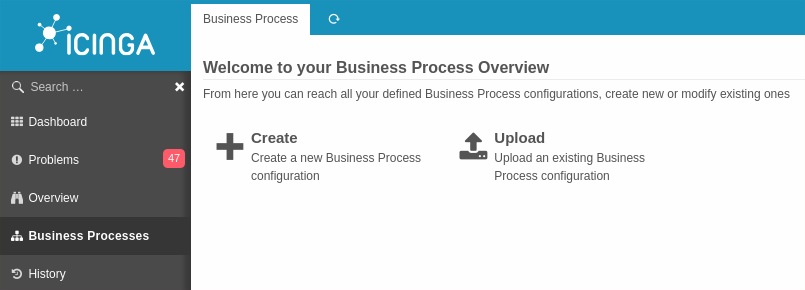 ICINGA
Search …
Dashboard
Problems
47
Overview
Business Processes
History
Business Process
Welcome to your Business Process Overview
From here you can reach all your defined Business Process configurations, create new or modify existing ones
Create
Create a new Business Process
configuration
Upload
Upload an existing Business
Process configuration